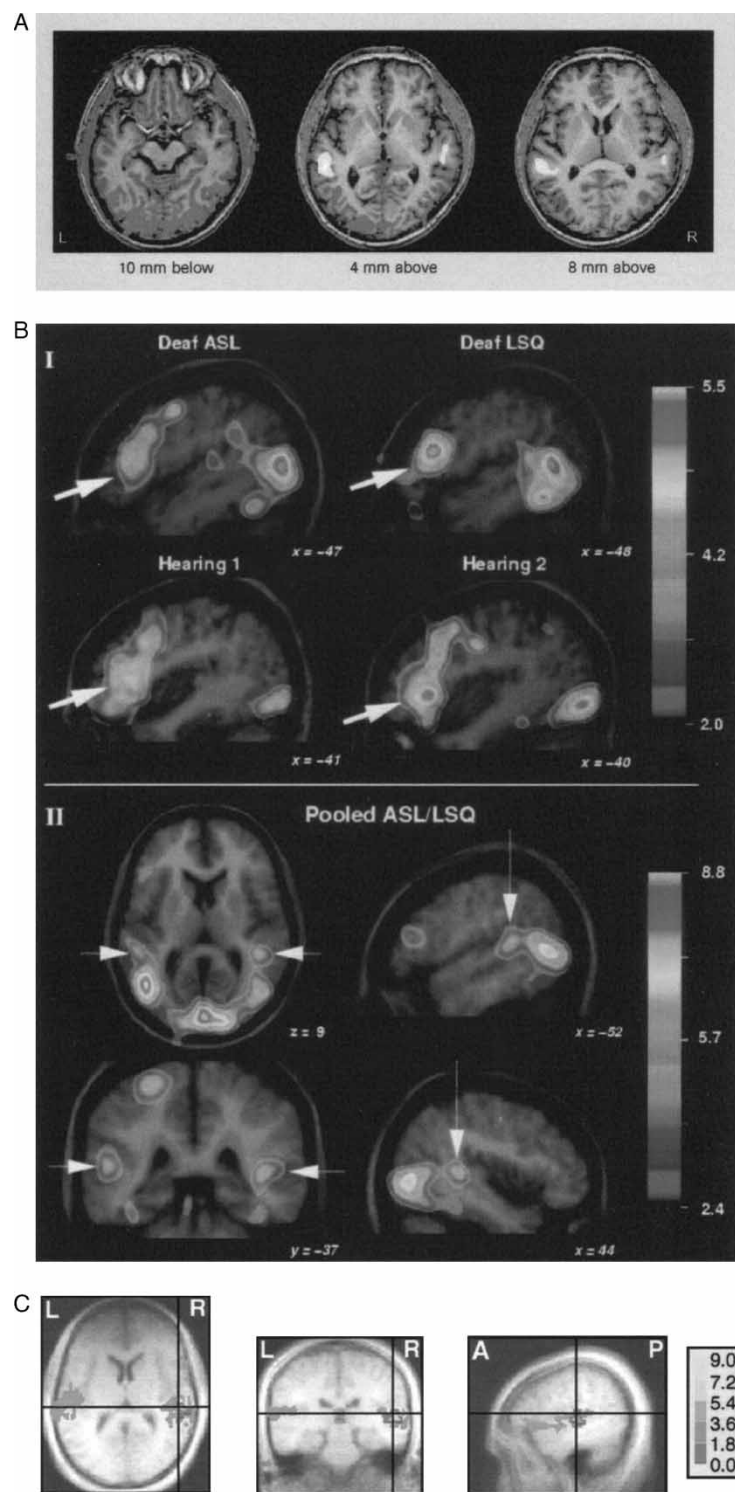 A
L
R
10 mm below
4 mm above
8 mm above
B
I
Deaf ASL
Deaf LSQ
5.5
x = -47
x = -48
4.2
Hearing 1
Hearing 2
2.0
x = -41
x = -40
II
Pooled ASL/LSQ
8.8
z = 9
x = -52
5.7
2.4
y = -37
x = 44
C
L
R
L
R
A
P
9.0
7.2
5.4
3.6
1.8
0.0